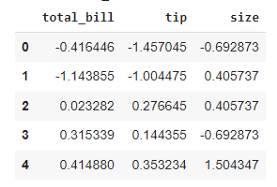 total_bill tip size
0 -0.416446 -1.457045 -0.692873
1 -1.143855 -1.004475 0.405737
2 0.023282 0.276645 0.405737
3 0.315339 0.144355 -0.692873
4 0.414880 0.353234 1.504347